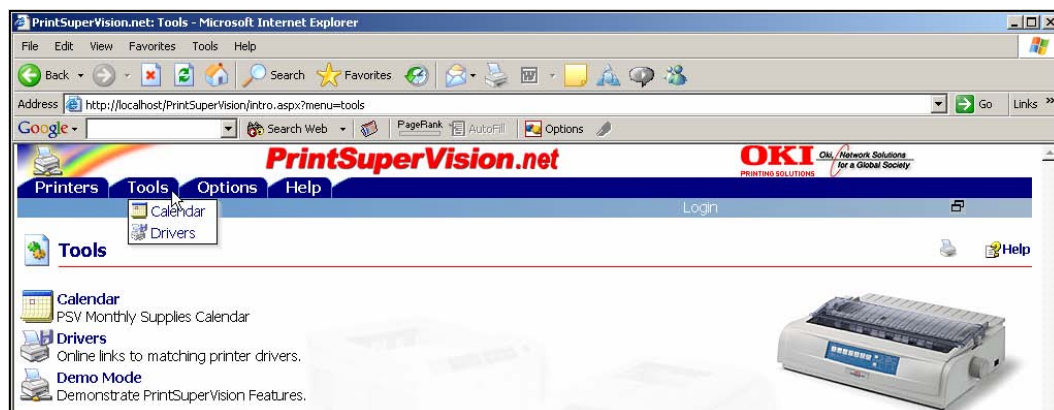 PrintSuperVision.net: Tools - Microsoft Internet Explorer
File Edit View Favorites Tools Help
Back Search Favorites
Address http://localhost/PrintSuperVision/intro.aspx?menu=tools Go Links »
Google Search Web PageRank AutoFill Options
PrintSuperVision.net OKI Oki, Network Solutions
for a Global Society
PRINTING SOLUTIONS
Printers Tools Options Help
Calendar Login
Drivers
Tools Help
Calendar
PSV Monthly Supplies Calendar
Drivers
Online links to matching printer drivers.
Demo Mode
Demonstrate PrintSuperVision Features.